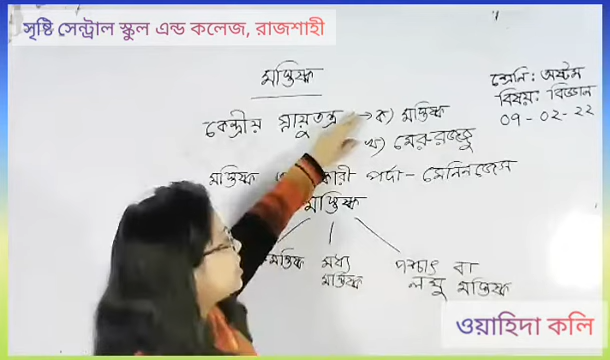 সৃষ্টি সেন্ট্রাল স্কুল এন্ড কলেজ, রাজশাহী
মস্তিষ্ক
শ্রেনি: অষ্টম
বিষয়: বিজ্ঞান
০৯-০২-২২
কেন্দ্রীয় স্নায়ুতন্ত্র → ক) মস্তিষ্ক
খ) মেরু-রজ্জু
মস্তিষ্ক কারী পর্দা - মেনিনজেস
মস্তিষ্ক
মস্তিষ্ক মধ্য মস্তিষ্ক পশ্চাৎ বা লঘু মস্তিষ্ক
ওয়াহিদা কলি